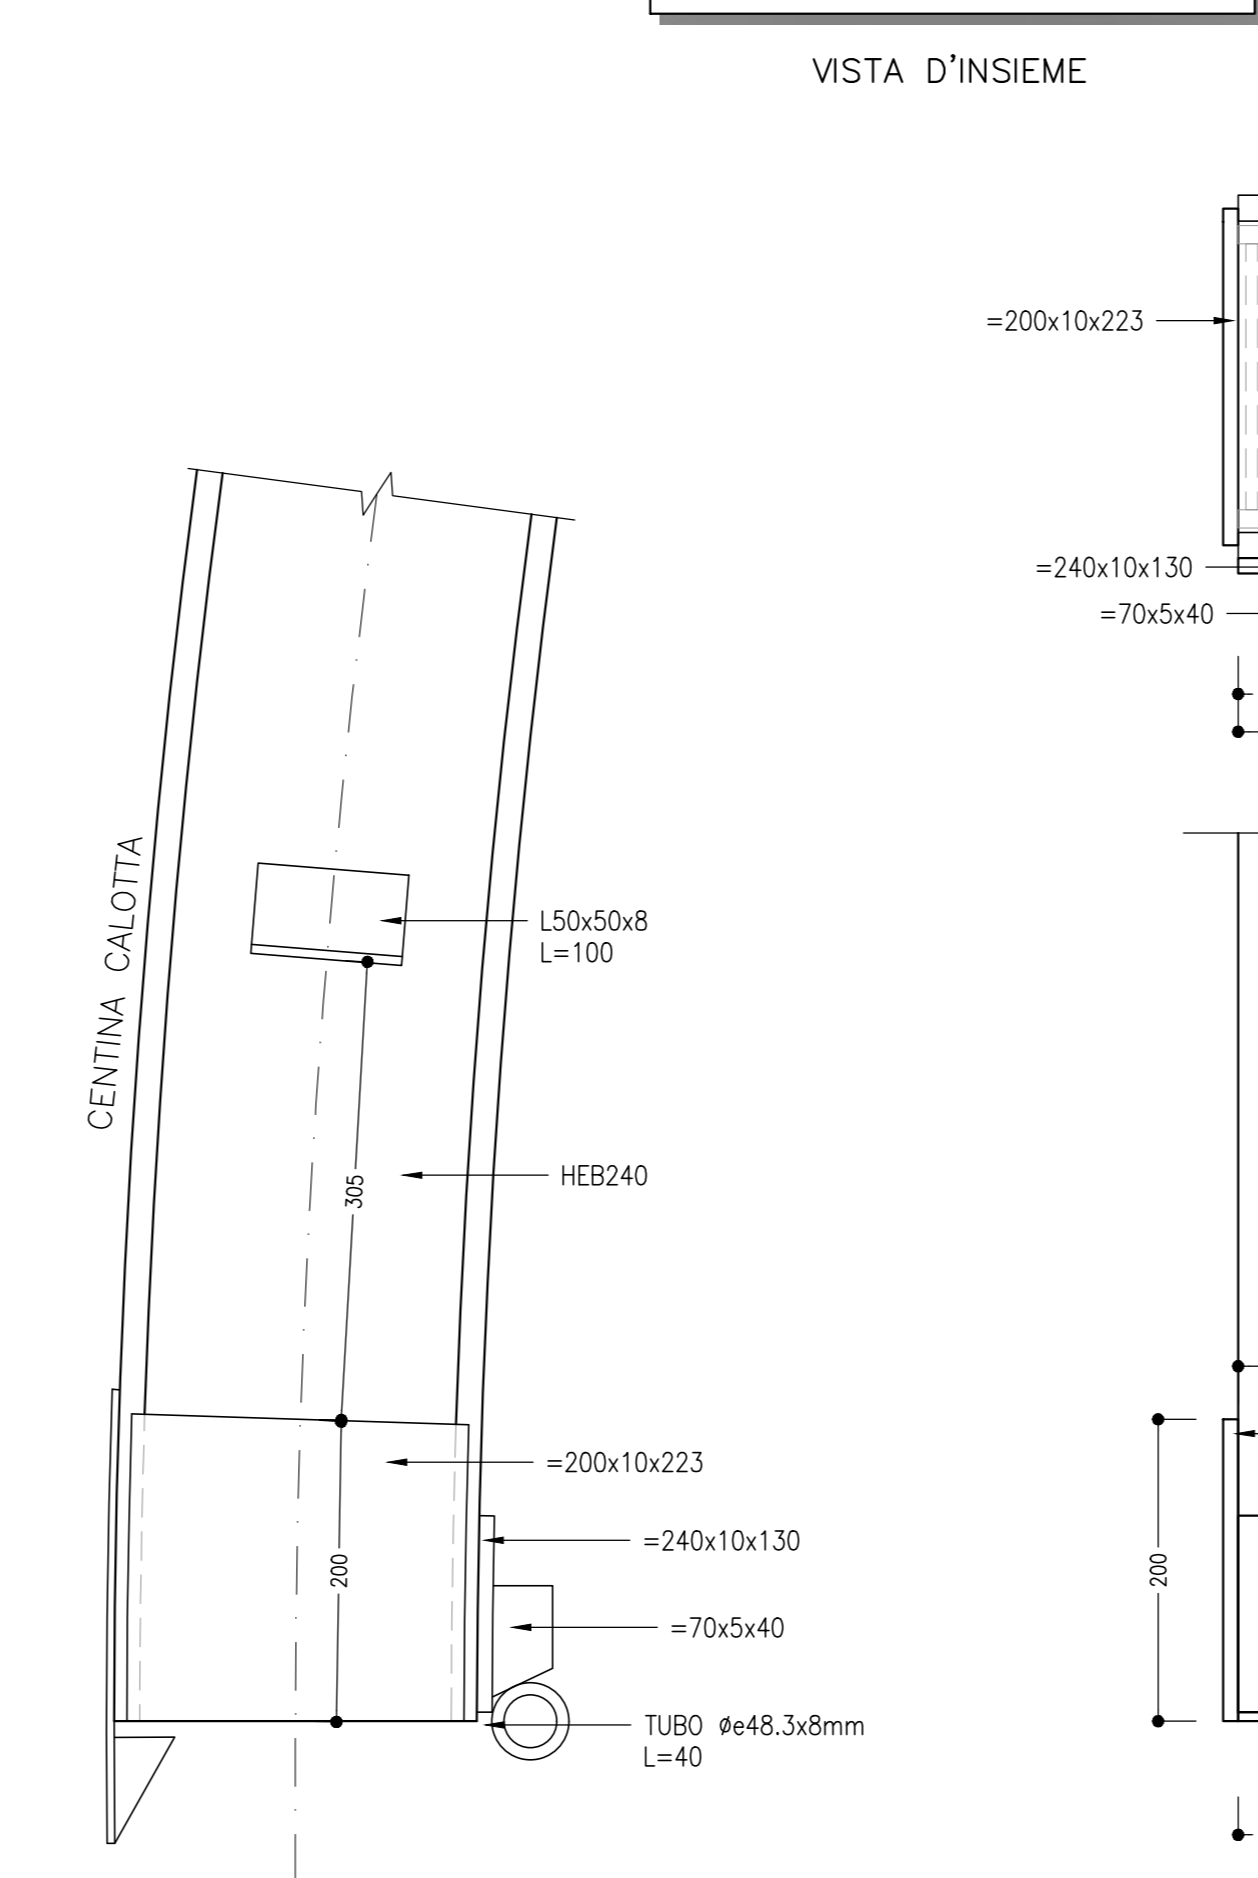 VISTA D'INSIEME
=200x10x223
=240x10x130
=70x5x40
CENTINA CALOTTA
L50x50x8
L=100
305
HEB240
=200x10x223
=240x10x130
200
200
=70x5x40
TUBO øe48.3x8mm
L=40